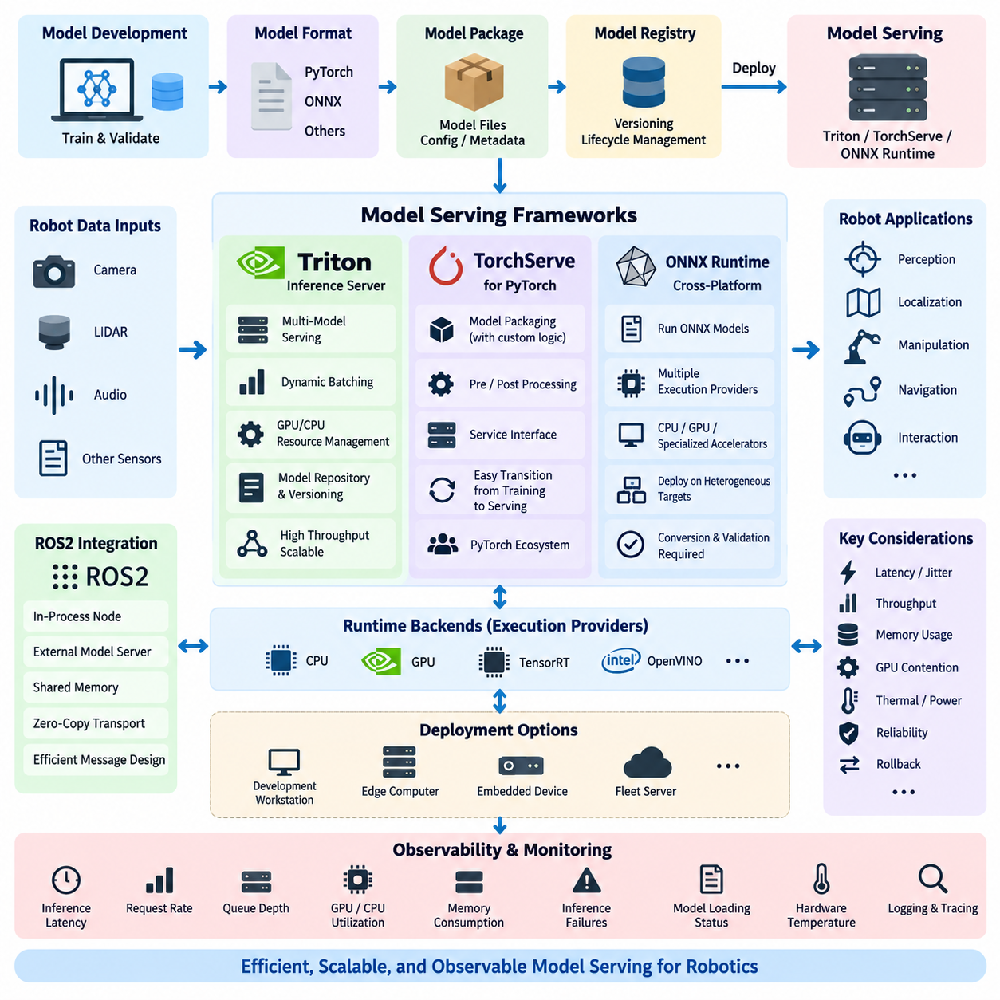 Model Development
Train & Validate
Model Format
PyTorch
ONNX
Others
Model Package
Model Files
Config / Metadata
Model Registry
Versioning
Lifecycle Management
Deploy
Model Serving
Triton / TorchServe /
ONNX Runtime
Robot Data Inputs
Camera
LIDAR
Audio
Other Sensors
Model Serving Frameworks
Triton
Inference Server
Multi-Model
Serving
Dynamic Batching
GPU/CPU
Resource Management
Model Repository
& Versioning
High Throughput
Scalable
TorchServe
for PyTorch
Model Packaging
(with custom logic)
Pre / Post Processing
Service Interface
Easy Transition
from Training
to Serving
PyTorch Ecosystem
ONNX Runtime
Cross-Platform
Run ONNX Models
Multiple
Execution Providers
CPU / GPU /
Specialized Accelerators
Deploy on Heterogeneous
Targets
Conversion & Validation
Required
Robot Applications
Perception
Localization
Manipulation
Navigation
Interaction
...
ROS2 Integration
ROS2
In-Process Node
External Model Server
Shared Memory
Zero-Copy Transport
Efficient Message Design
Runtime Backends (Execution Providers)
CPU
GPU
TensorRT
intel
OpenVINO
...
Deployment Options
Development
Workstation
Edge Computer
Embedded Device
Fleet Server
...
Key Considerations
Latency / Jitter
Throughput
Memory Usage
GPU Contention
Thermal / Power
Reliability
Rollback
...
Observability & Monitoring
Inference
Latency
Request Rate
Queue Depth
GPU / CPU
Utilization
Memory
Consumption
Inference
Failures
Model Loading
Status
Hardware
Temperature
Logging & Tracing
Efficient, Scalable, and Observable Model Serving for Robotics